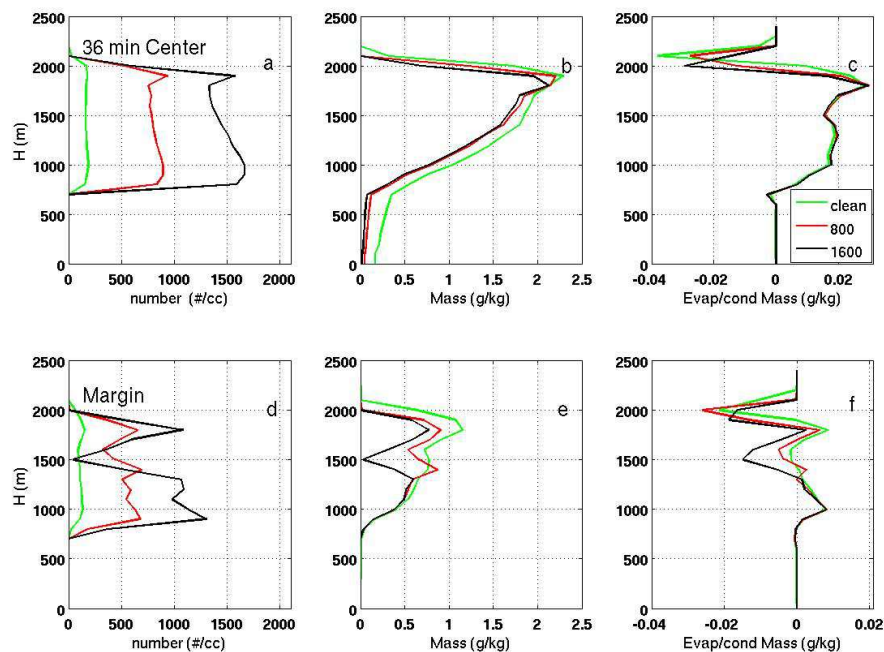 2500
36 min Center
a
2000
1500
H (m)
1000
500
0
0 500 1000 1500 2000
number (#/cc)
2500
b
2000
1500
1000
500
0
0 0.5 1 1.5 2 2.5
Mass (g/kg)
2500
c
2000
1500
1000
500
0
clean
800
1600
-0.04 -0.02 0 0.02
Evap/cond Mass (g/kg)
2500
Margin
d
2000
1500
H (m)
1000
500
0
0 500 1000 1500 2000
number (#/cc)
2500
e
2000
1500
1000
500
0
0 0.5 1 1.5 2 2.5
Mass (g/kg)
2500
f
2000
1500
1000
500
0
-0.04 -0.02 0 0.02
Evap/cond Mass (g/kg)